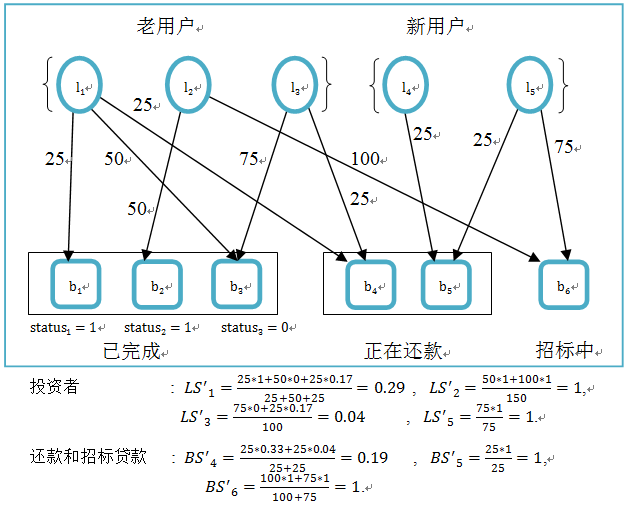 老用户 新用户
l₁ l₂ l₃ l₄ l₅
25
25 50 75 100 25 25 75
50 25
b₁ b₂ b₃ b₄ b₅ b₆
status₁ = 1 status₂ = 1 status₃ = 0
已完成 正在还款 招标中
投资者 : LS′₁ = (25*1+50*0+25*0.17)/(25+50+25) = 0.29 , LS′₂ = (50*1+100*1)/150 = 1,
LS′₃ = (75*0+25*0.17)/100 = 0.04 , LS′₅ = (75*1)/75 = 1.
还款和招标贷款 : BS′₄ = (25*0.33+25*0.04)/(25+25) = 0.19 , BS′₅ = (25*1)/25 = 1,
BS′₆ = (100*1+75*1)/(100+75) = 1.